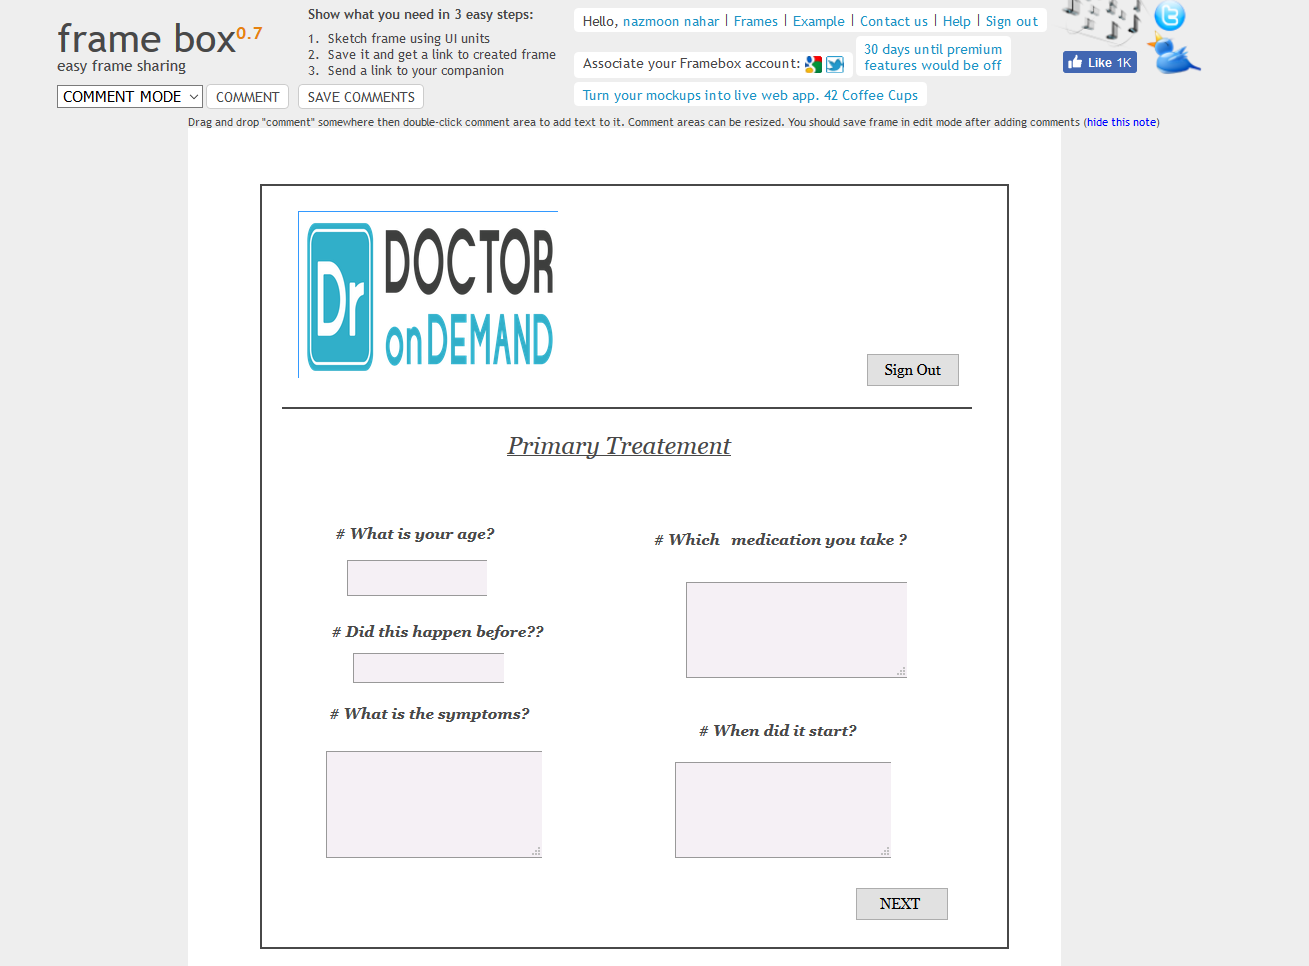 frame box0.7
easy frame sharing
Show what you need in 3 easy steps:
1. Sketch frame using UI units
2. Save it and get a link to created frame
3. Send a link to your companion
Hello, nazmoon nahar | Frames | Example | Contact us | Help | Sign out
Associate your Framebox account:
30 days until premium
features would be off
Like 1K
COMMENT MODE
COMMENT
SAVE COMMENTS
Turn your mockups into live web app. 42 Coffee Cups
Drag and drop "comment" somewhere then double-click comment area to add text to it. Comment areas can be resized. You should save frame in edit mode after adding comments (hide this note)
Dr
DOCTOR
on DEMAND
Sign Out
Primary Treatement
# What is your age?
# Which medication you take ?
# Did this happen before??
# What is the symptoms?
# When did it start?
NEXT